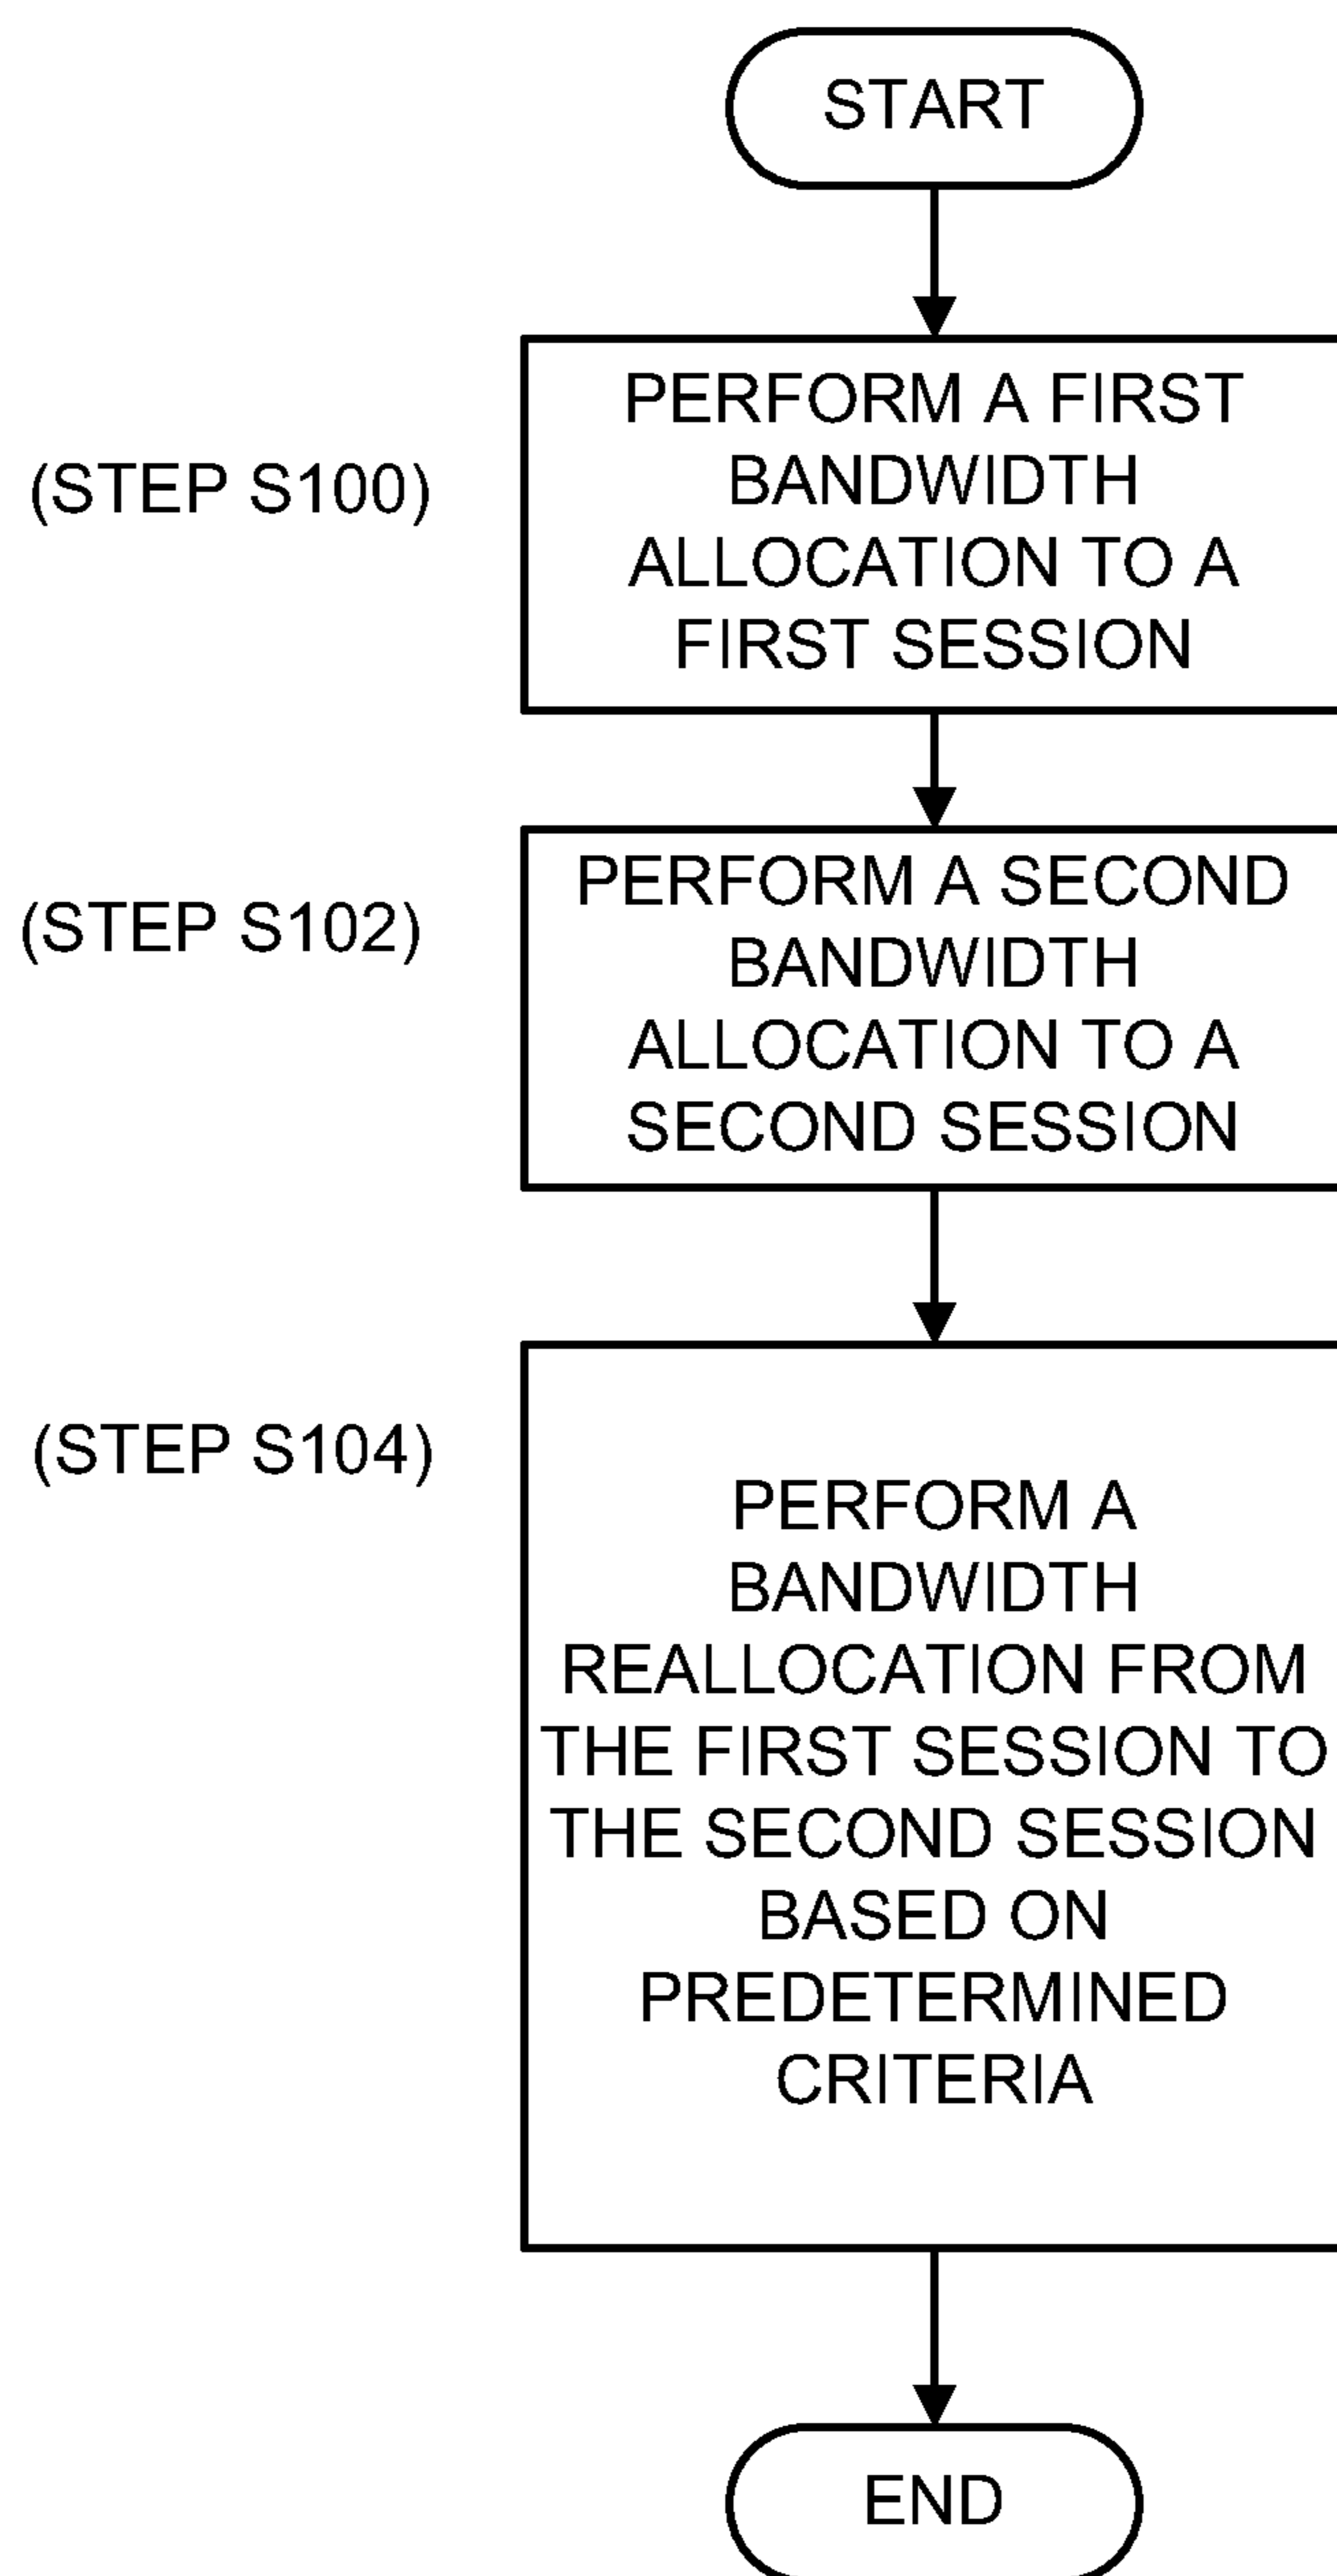 START
(STEP S100)
PERFORM A FIRST
BANDWIDTH
ALLOCATION TO A
FIRST SESSION
(STEP S102)
PERFORM A SECOND
BANDWIDTH
ALLOCATION TO A
SECOND SESSION
(STEP S104)
PERFORM A
BANDWIDTH
REALLOCATION FROM
THE FIRST SESSION TO
THE SECOND SESSION
BASED ON
PREDETERMINED
CRITERIA
END